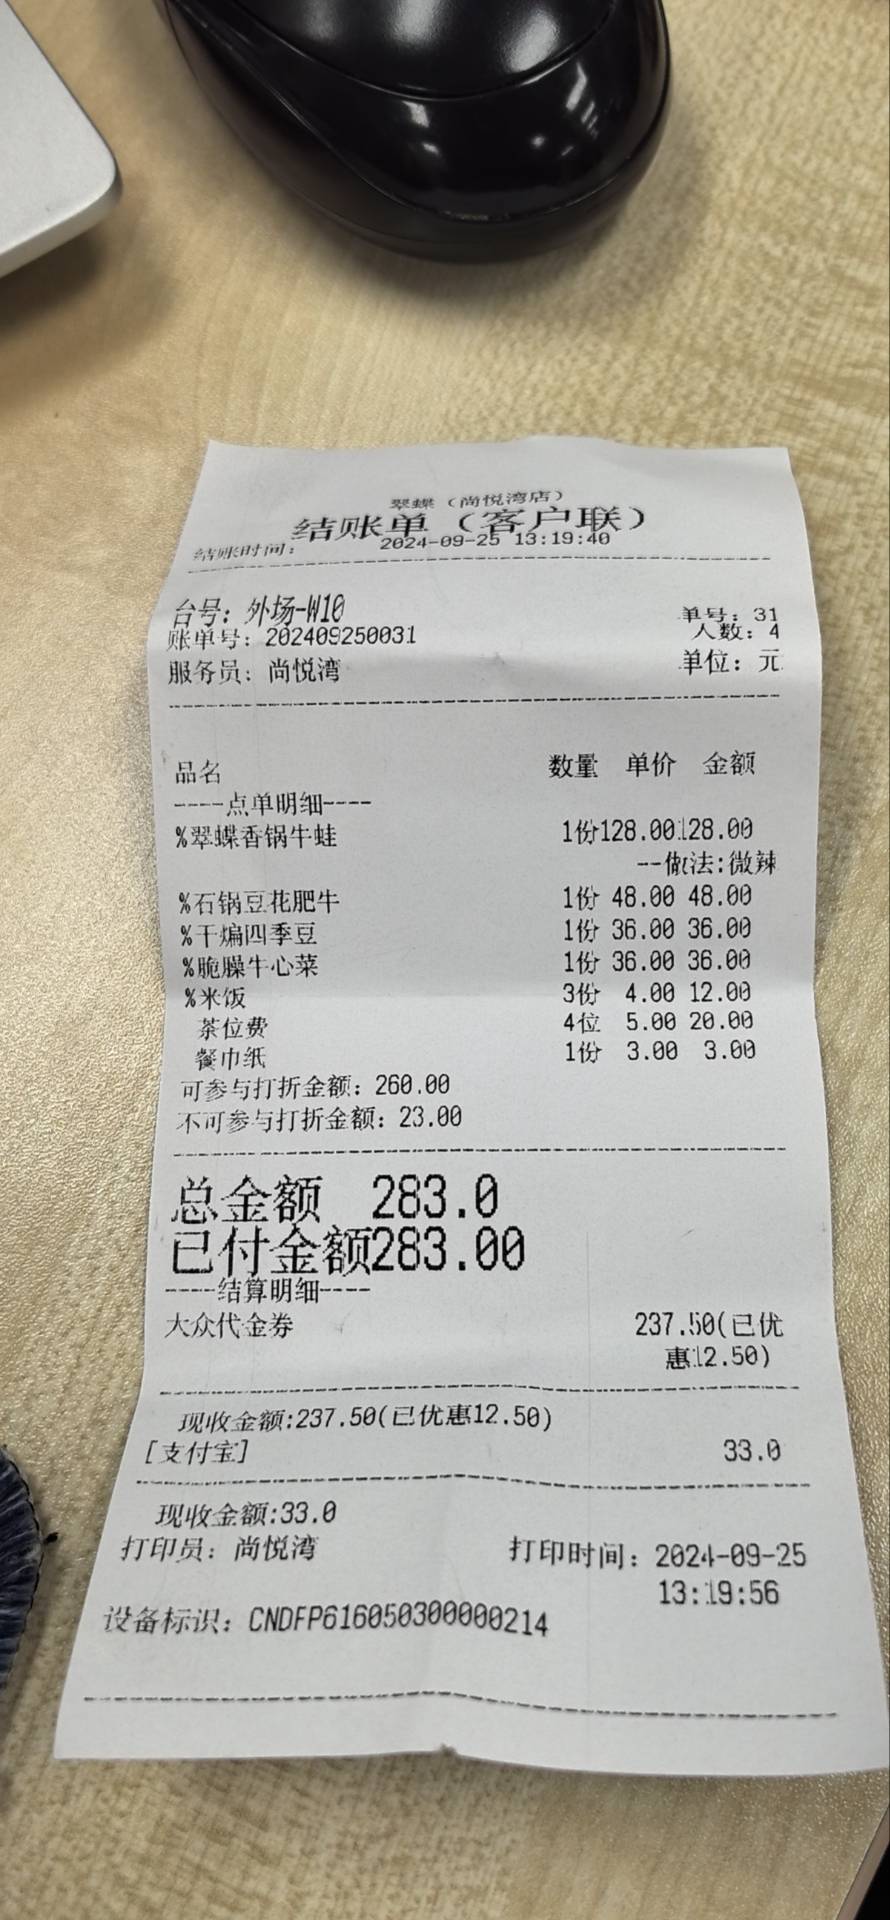 翠蝶（尚悦湾店）
结账单（客户联）
结账时间： 2024-09-25 13:19:40
台号：外场-W10 单号：31
账单号：202409250031 人数：4
服务员：尚悦湾 单位：元
品名 数量 单价 金额
----点单明细----
%翠蝶香锅牛蛙 1份128.00128.00
--做法:微辣
%石锅豆花肥牛 1份 48.00 48.00
%干煸四季豆 1份 36.00 36.00
%脆臊牛心菜 1份 36.00 36.00
%米饭 3份 4.00 12.00
茶位费 4位 5.00 20.00
餐巾纸 1份 3.00 3.00
可参与打折金额：260.00
不可参与打折金额：23.00
总金额 283.0
已付金额283.00
----结算明细----
大众代金券 237.50(已优
惠12.50)
现收金额:237.50(已优惠12.50)
[支付宝] 33.0
现收金额:33.0
打印员：尚悦湾 打印时间：2024-09-25
13:19:56
设备标识：CNDFP616050300000214